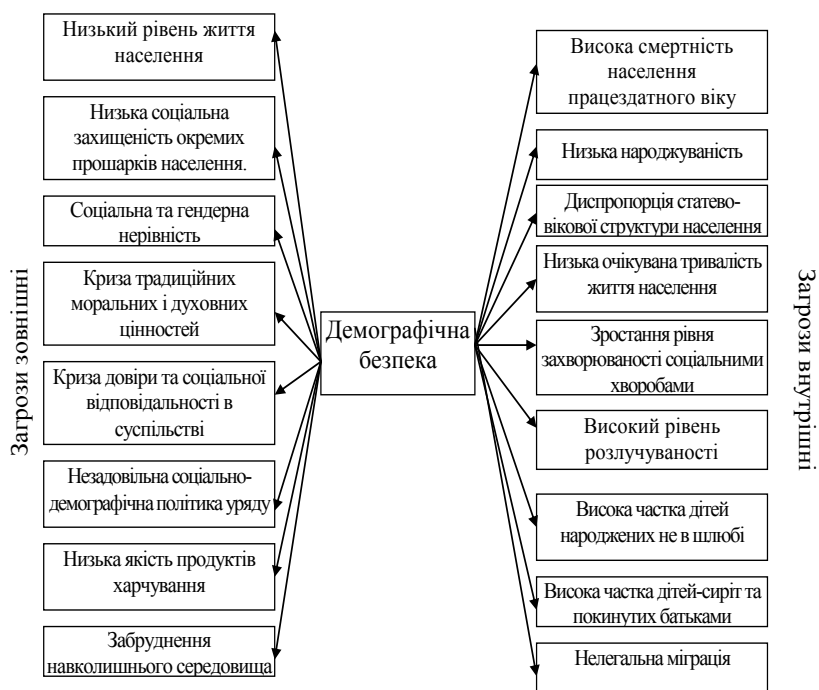 Загрози зовнішні
Низький рівень життя
населення
Низька соціальна
захищеність окремих
прошарків населення.
Соціальна та гендерна
нерівність
Криза традиційних
моральних і духовних
цінностей
Криза довіри та соціальної
відповідальності в
суспільстві
Незадовільна соціально-
демографічна політика уряду
Низька якість продуктів
харчування
Забруднення
навколишнього середовища
Демографічна
безпека
Висока смертність
населення
працездатного віку
Низька народжуваність
Диспропорція статево-
вікової структури населення
Низька очікувана тривалість
життя населення
Зростання рівня
захворюваності соціальними
хворобами
Високий рівень
розлучуваності
Висока частка дітей
народжених не в шлюбі
Висока частка дітей-сиріт та
покинутих батьками
Нелегальна міграція
Загрози внутрішні